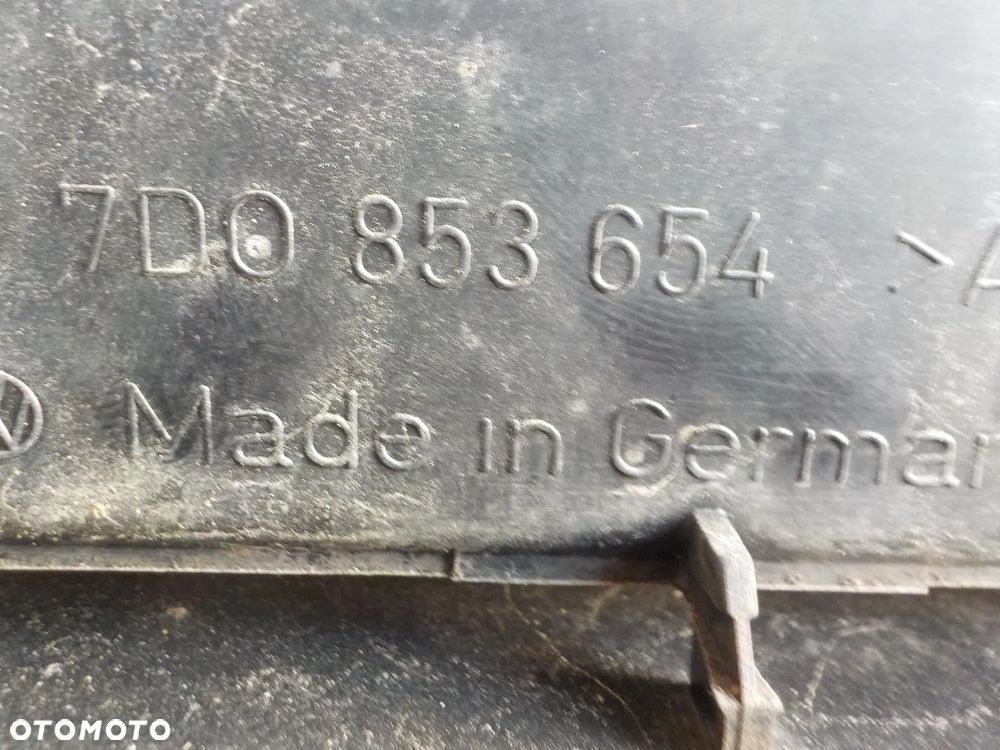 7D0 853 654 >A
Made in German
OTOMOTO